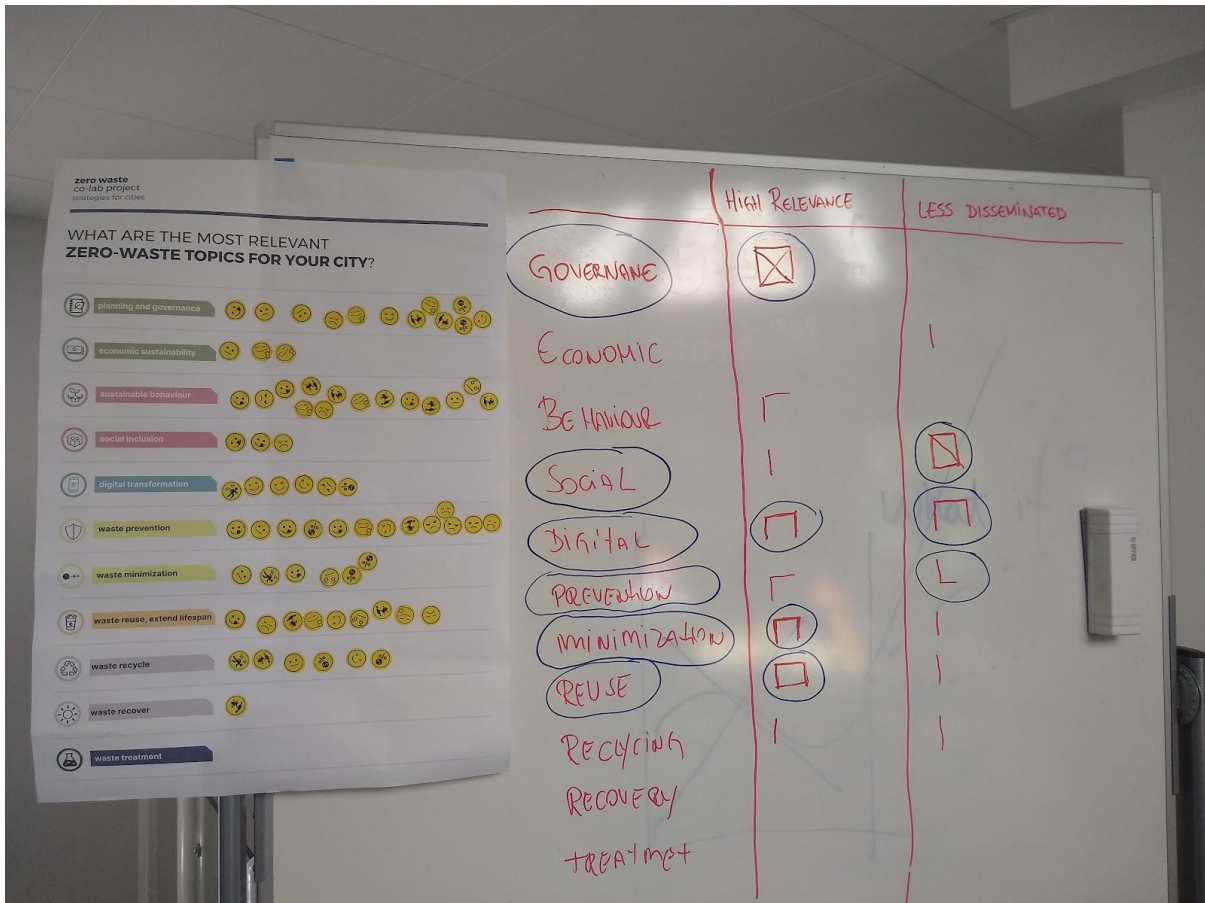 zero waste
co-lab project
strategies for cities
WHAT ARE THE MOST RELEVANT
ZERO-WASTE TOPICS FOR YOUR CITY?
planning and governance
economic sustainability
sustainable behaviour
social inclusion
digital transformation
waste prevention
waste minimization
waste reuse, extend lifespan
waste recycle
waste recover
waste treatment
HIGH RELEVANCE
LESS DISSEMINATED
GOVERNANE
ECONOMIC
BEHAVIOUR
SOCIAL
DIGITAL
PREVENTION
MINIMIZATION
REUSE
RECLYCING
RECOVERY
TREATMET